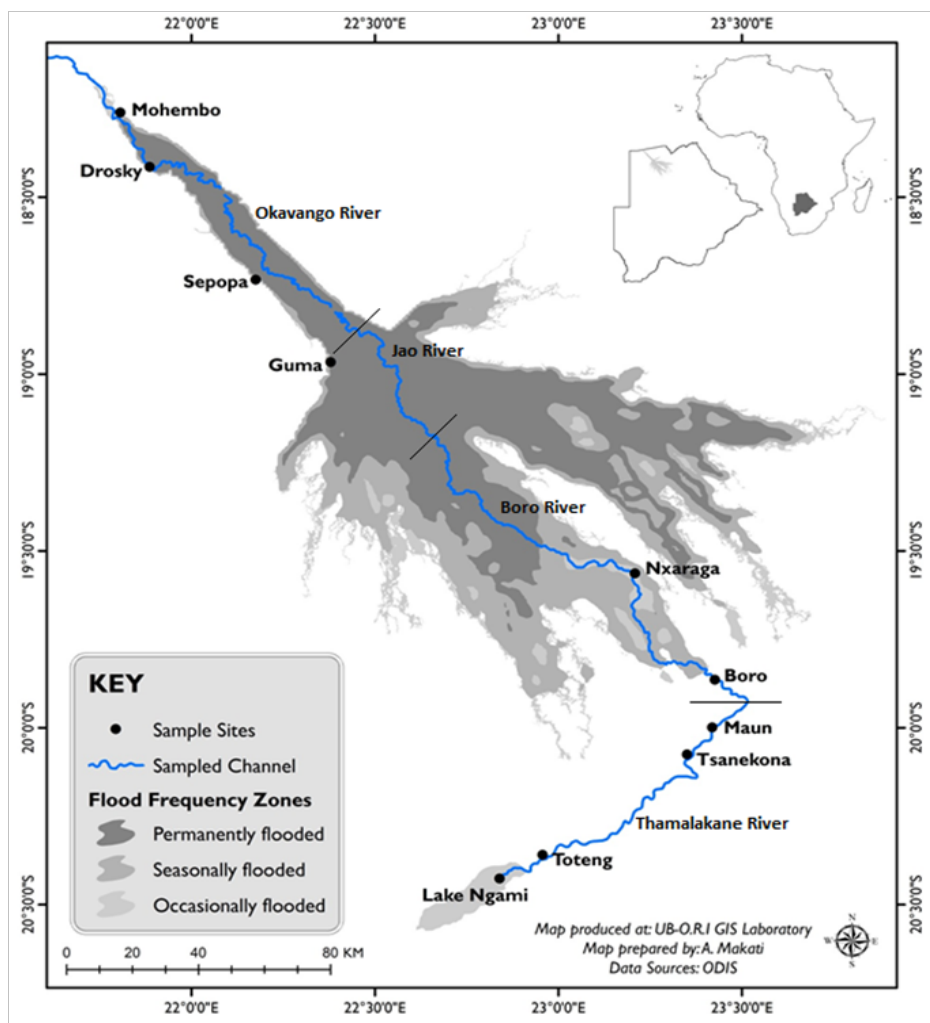 22°0'0"E
22°30'0"E
23°0'0"E
23°30'0"E
18°30'0"S
18°30'0"S
19°0'0"S
19°0'0"S
19°30'0"S
19°30'0"S
20°0'0"S
20°0'0"S
20°30'0"S
20°30'0"S
Mohembo
Drosky
Okavango River
Sepopa
Jao River
Guma
Boro River
Nxaraga
Boro
Maun
Tsanekona
Thamalakane River
Toteng
Lake Ngami
KEY
Sample Sites
Sampled Channel
Flood Frequency Zones
Permanently flooded
Seasonally flooded
Occasionally flooded
0 20 40 60 80 KM
Map produced at: UB-O.R.I GIS Laboratory
Map prepared by: A. Makati
Data Sources: ODIS
N
W E
S
22°0'0"E
22°30'0"E
23°0'0"E
23°30'0"E